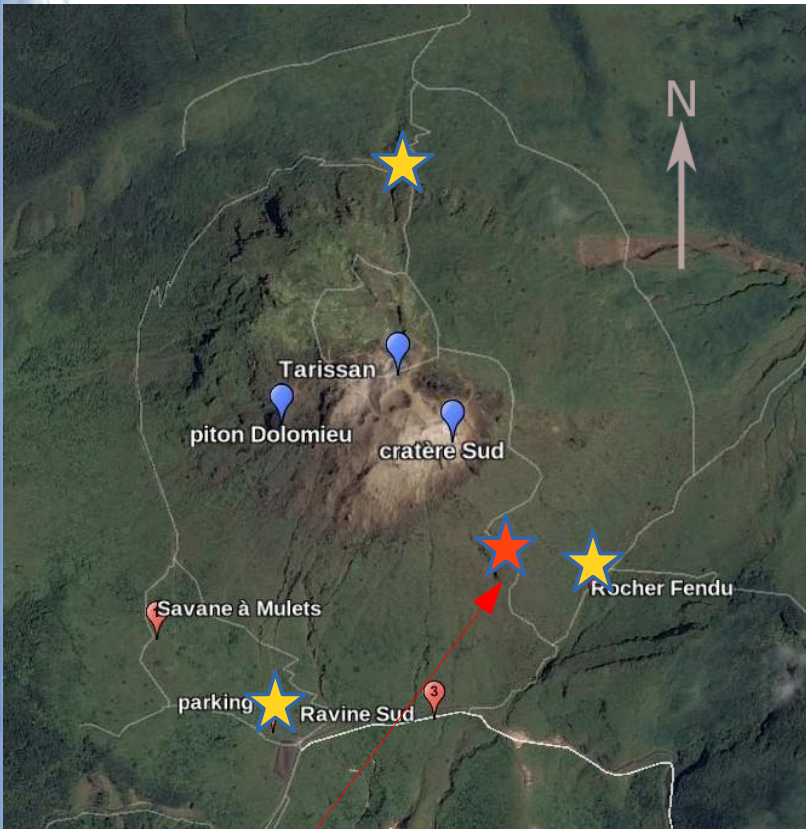 N
Tarissan
piton Dolomieu
cratère Sud
Rocher Fendu
Savane à Mulets
parking
Ravine Sud
3